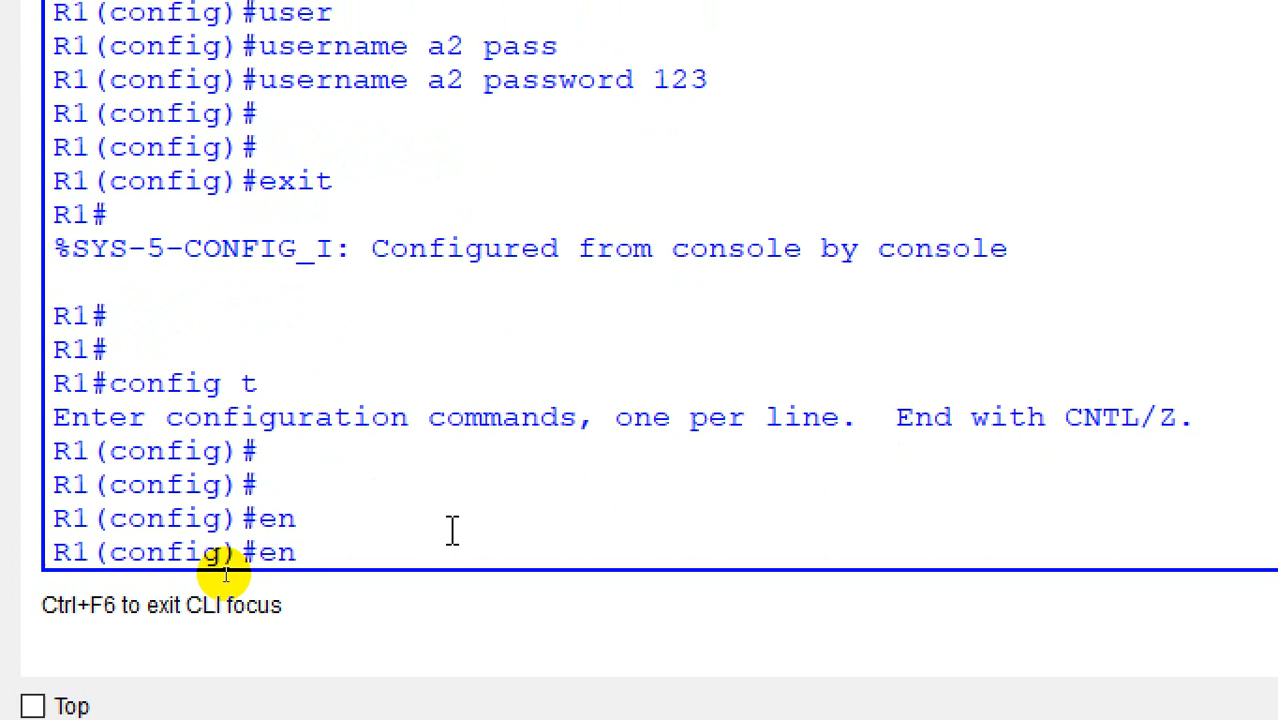 R1(config)#user
R1(config)#username a2 pass
R1(config)#username a2 password 123
R1(config)#
R1(config)#
R1(config)#exit
R1#
%SYS-5-CONFIG_I: Configured from console by console
R1#
R1#
R1#config t
Enter configuration commands, one per line.  End with CNTL/Z.
R1(config)#
R1(config)#
R1(config)#en
R1(config)#en
Ctrl+F6 to exit CLI focus
Top